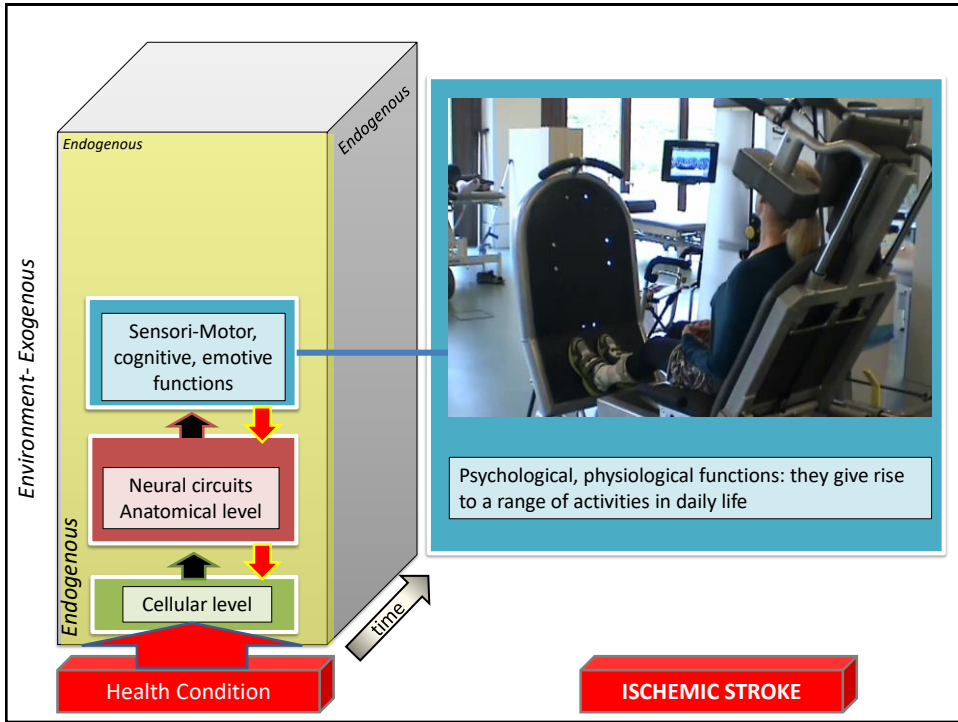 Endogenous
Endogenous
Environment- Exogenous
Endogenous
Sensori-Motor,
cognitive, emotive
functions
Neural circuits
Anatomical level
Cellular level
time
Health Condition
Psychological, physiological functions: they give rise
to a range of activities in daily life
ISCHEMIC STROKE